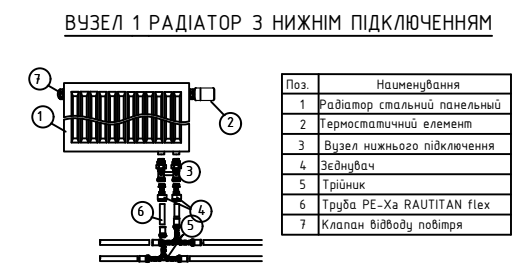 ВУЗЕЛ 1 РАДІАТОР З НИЖНІМ ПІДКЛЮЧЕННЯМ
7
1
2
3
4
6
5
Поз. Найменування
1 Радіатор стальний панельний
2 Термостатичний елемент
3 Вузел нижнього підключення
4 Зєднувач
5 Трійник
6 Труба PE-Xa RAUTITAN flex
7 Клапан відводу повітря